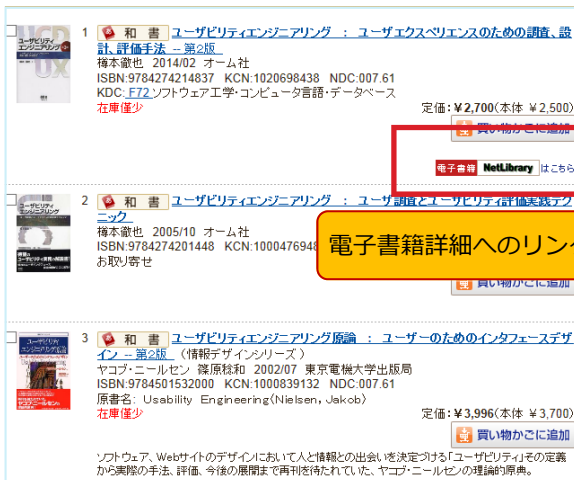 1 和 書 ユーザビリティエンジニアリング ： ユーザエクスペリエンスのための調査、設
計、評価手法 -- 第2版
樽本徹也 2014/02 オーム社
ISBN:9784274214837 KCN:1020698438 NDC:007.61
KDC: F72 ソフトウェア工学・コンピュータ言語・データベース
在庫僅少
定価：￥2,700(本体 ￥2,500)
買い物かごに追加
電子書籍 NetLibrary はこちら
2 和 書 ユーザビリティエンジニアリング ： ユーザ調査とユーザビリティ評価実践テク
ニック
樽本徹也 2005/10 オーム社
ISBN:9784274201448 KCN:1000476948
お取り寄せ
電子書籍詳細へのリンク
買い物かごに追加
3 和 書 ユーザビリティエンジニアリング原論 ： ユーザーのためのインタフェースデザ
イン -- 第2版 （情報デザインシリーズ）
ヤコブ・ニールセン 篠原稔和 2002/07 東京電機大学出版局
ISBN:9784501532000 KCN:1000839132 NDC:007.61
原書名: Usability Engineering(Nielsen, Jakob)
在庫僅少
定価：￥3,996(本体 ￥3,700)
買い物かごに追加
ソフトウェア、Webサイトのデザインにおいて人と情報との出会いを決定づける「ユーザビリティ」その定義
から実際の手法、評価、今後の展開まで再刊を待たれていた、ヤコブ・ニールセンの理論的原典。